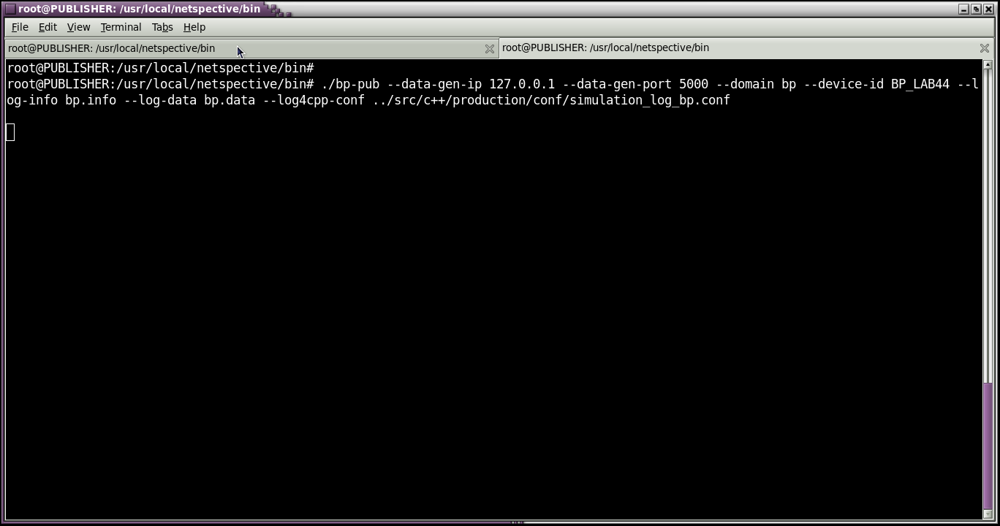 root@PUBLISHER: /usr/local/netspective/bin
File Edit View Terminal Tabs Help
root@PUBLISHER: /usr/local/netspective/bin root@PUBLISHER: /usr/local/netspective/bin
root@PUBLISHER:/usr/local/netspective/bin#
root@PUBLISHER:/usr/local/netspective/bin# ./bp-pub --data-gen-ip 127.0.0.1 --data-gen-port 5000 --domain bp --device-id BP_LAB44 --l
og-info bp.info --log-data bp.data --log4cpp-conf ../src/c++/production/conf/simulation_log_bp.conf